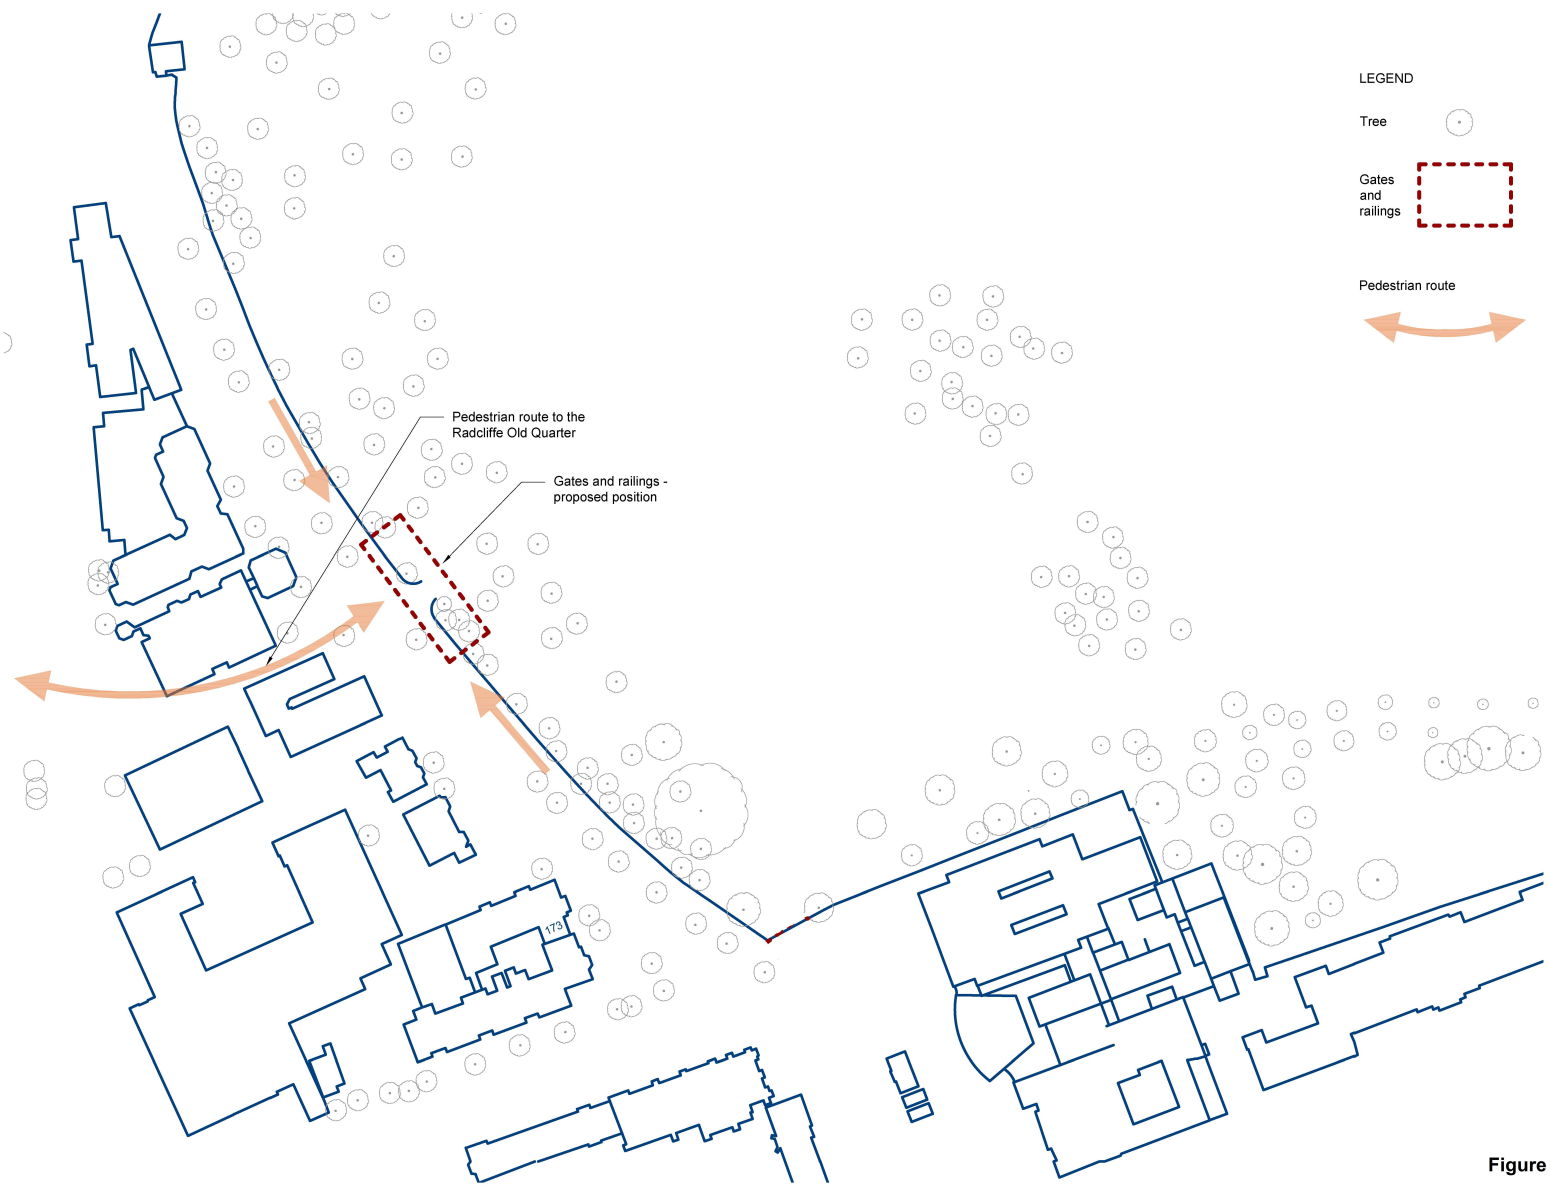 LEGEND
Tree
Gates
and
railings
Pedestrian route
Pedestrian route to the
Radcliffe Old Quarter
Gates and railings -
proposed position
173
Figure